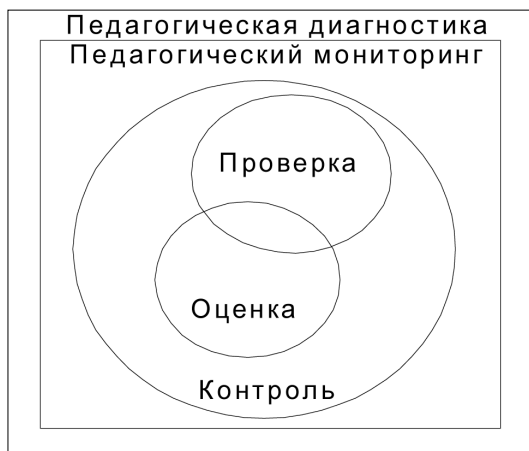 Педагогическая диагностика
Педагогический мониторинг
Проверка
Оценка
Контроль